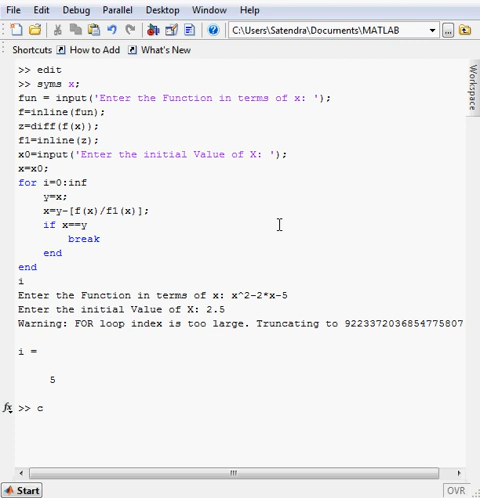 File Edit Debug Parallel Desktop Window Help
C:\Users\Satendra\Documents\MATLAB
Shortcuts How to Add What's New
>> edit
>> syms x;
fun = input('Enter the Function in terms of x: ');
f=inline(fun);
z=diff(f(x));
f1=inline(z);
x0=input('Enter the initial Value of X: ');
x=x0;
for i=0:inf
y=x;
x=y-[f(x)/f1(x)];
if x==y
break
end
end
i
Enter the Function in terms of x: x^2-2*x-5
Enter the initial Value of X: 2.5
Warning: FOR loop index is too large. Truncating to 9223372036854775807
i =
5
fx >> c
Workspace
Start OVR